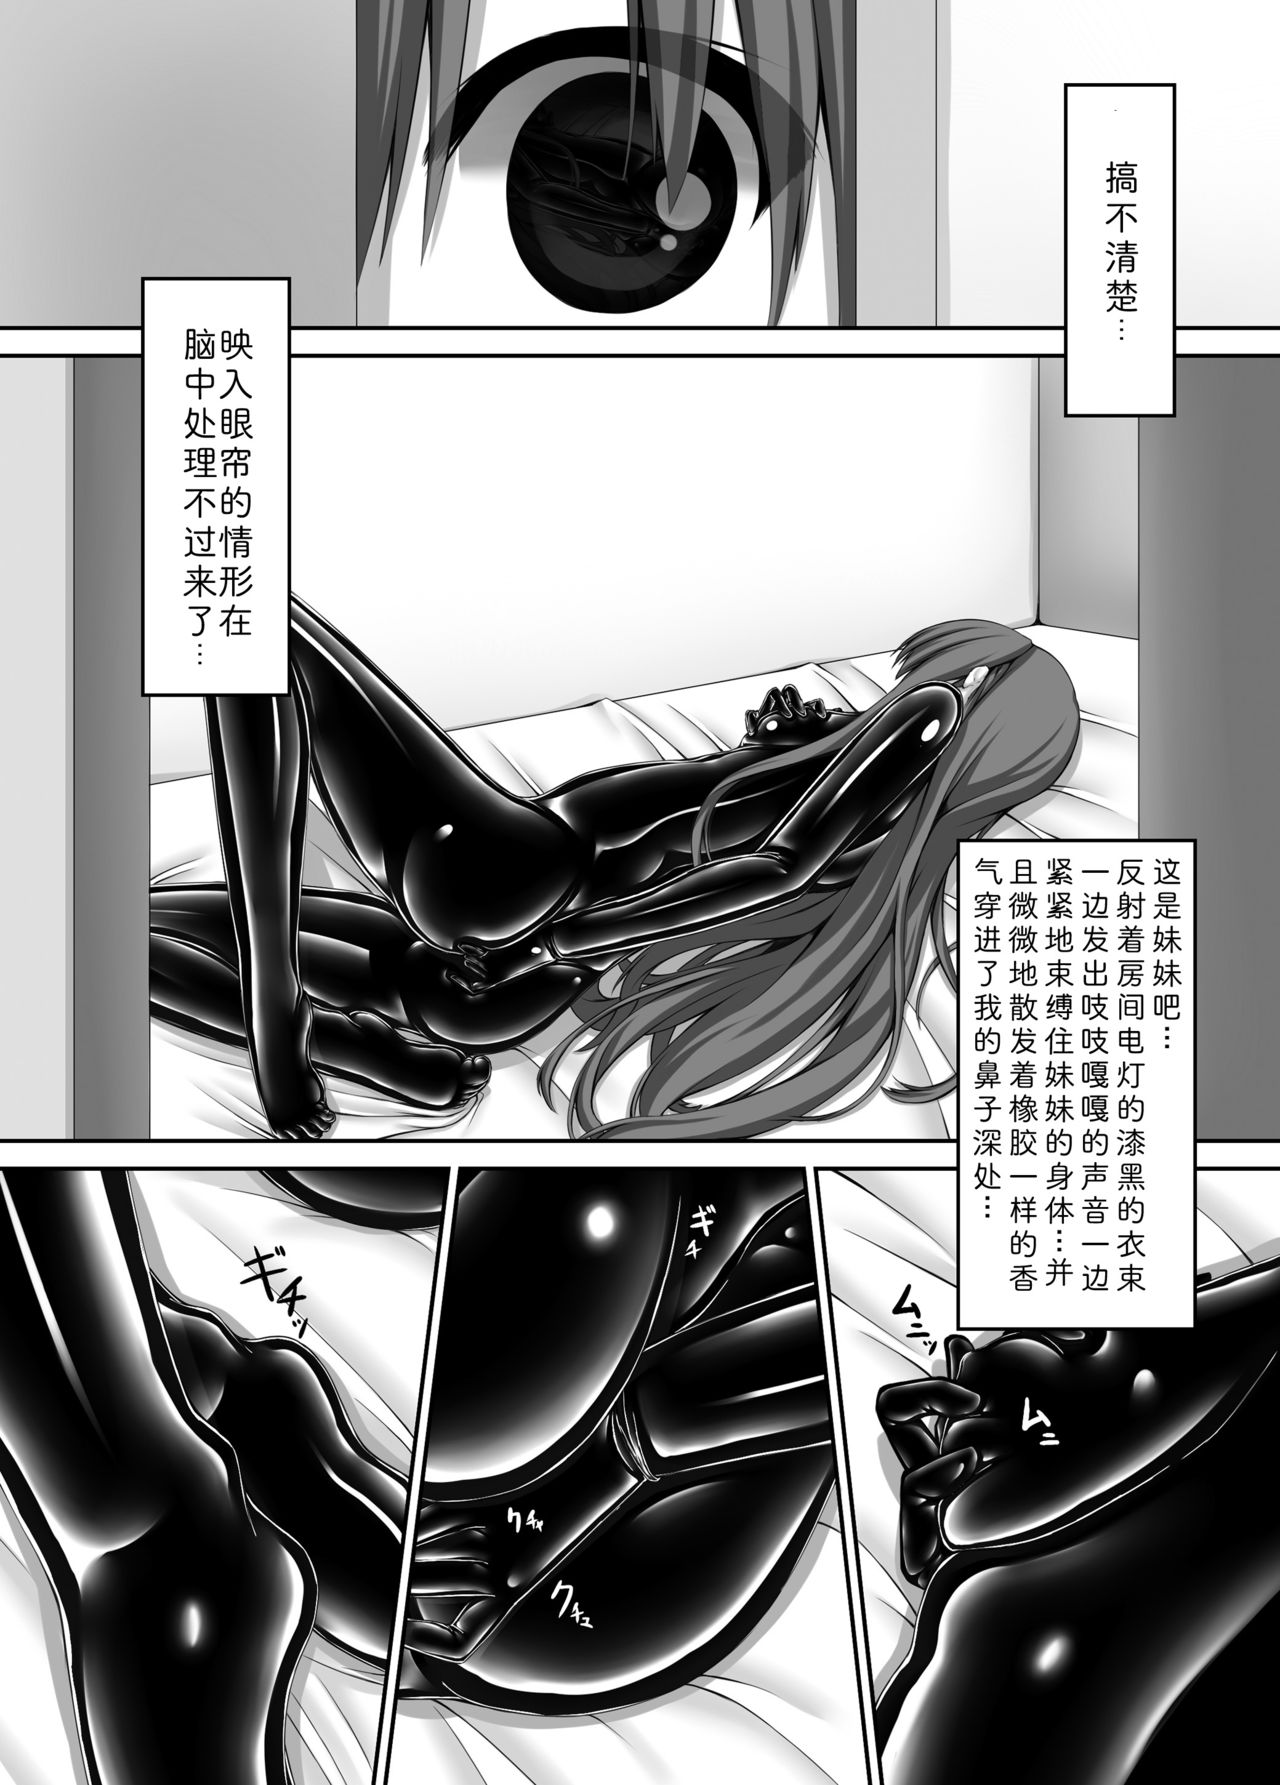 搞不清楚…
映入眼帘的情形在
脑中处理不过来了…
这是妹妹吧…
反射着房间电灯的漆黑的衣束
一边发出吱吱嘎嘎的声音一边
紧紧地束缚住妹妹的身体…并
且微微地散发着橡胶一样的香
气穿进了我的鼻子深处…
ムニッ
ムニ
ギチ
クチャ
クチュ
ギチッ